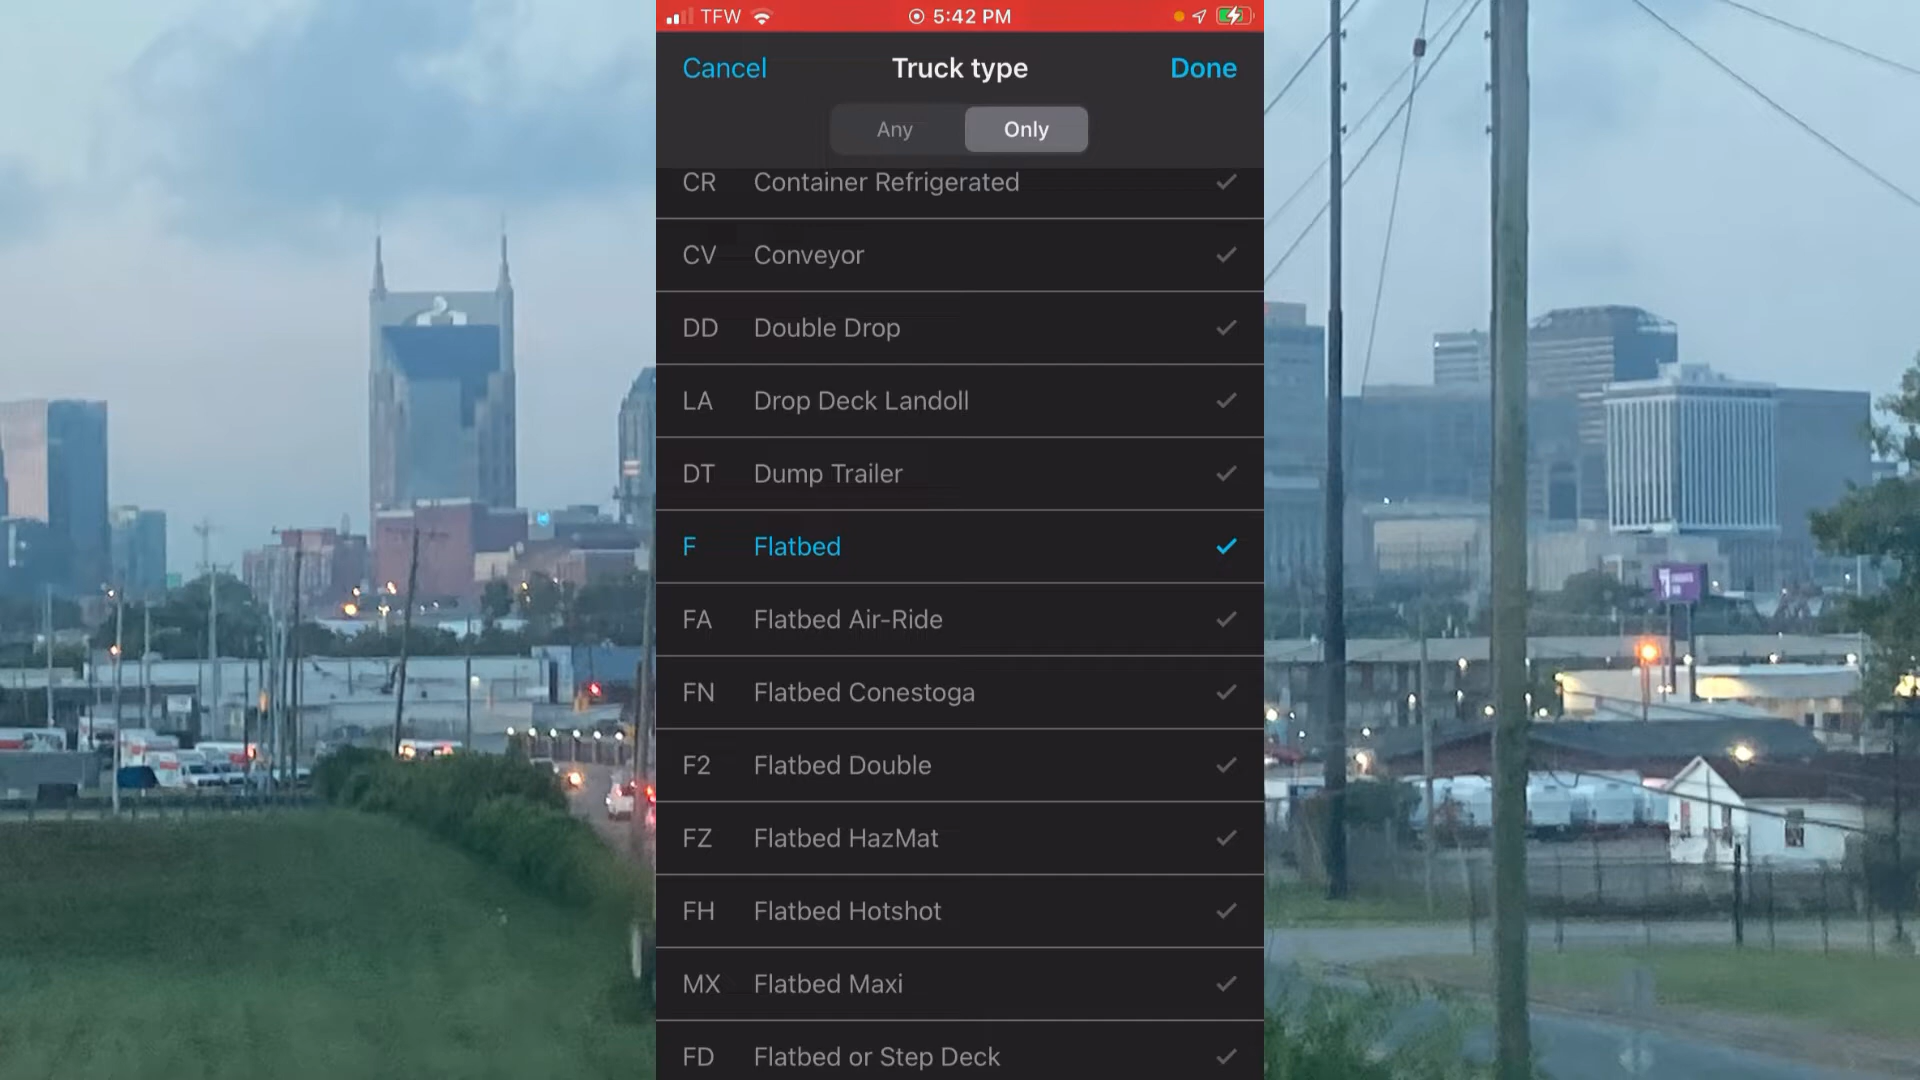 TFW 5:42 PM
Cancel Truck type Done
Any Only
CR Container Refrigerated
CV Conveyor
DD Double Drop
LA Drop Deck Landoll
DT Dump Trailer
F Flatbed
FA Flatbed Air-Ride
FN Flatbed Conestoga
F2 Flatbed Double
FZ Flatbed HazMat
FH Flatbed Hotshot
MX Flatbed Maxi
FD Flatbed or Step Deck